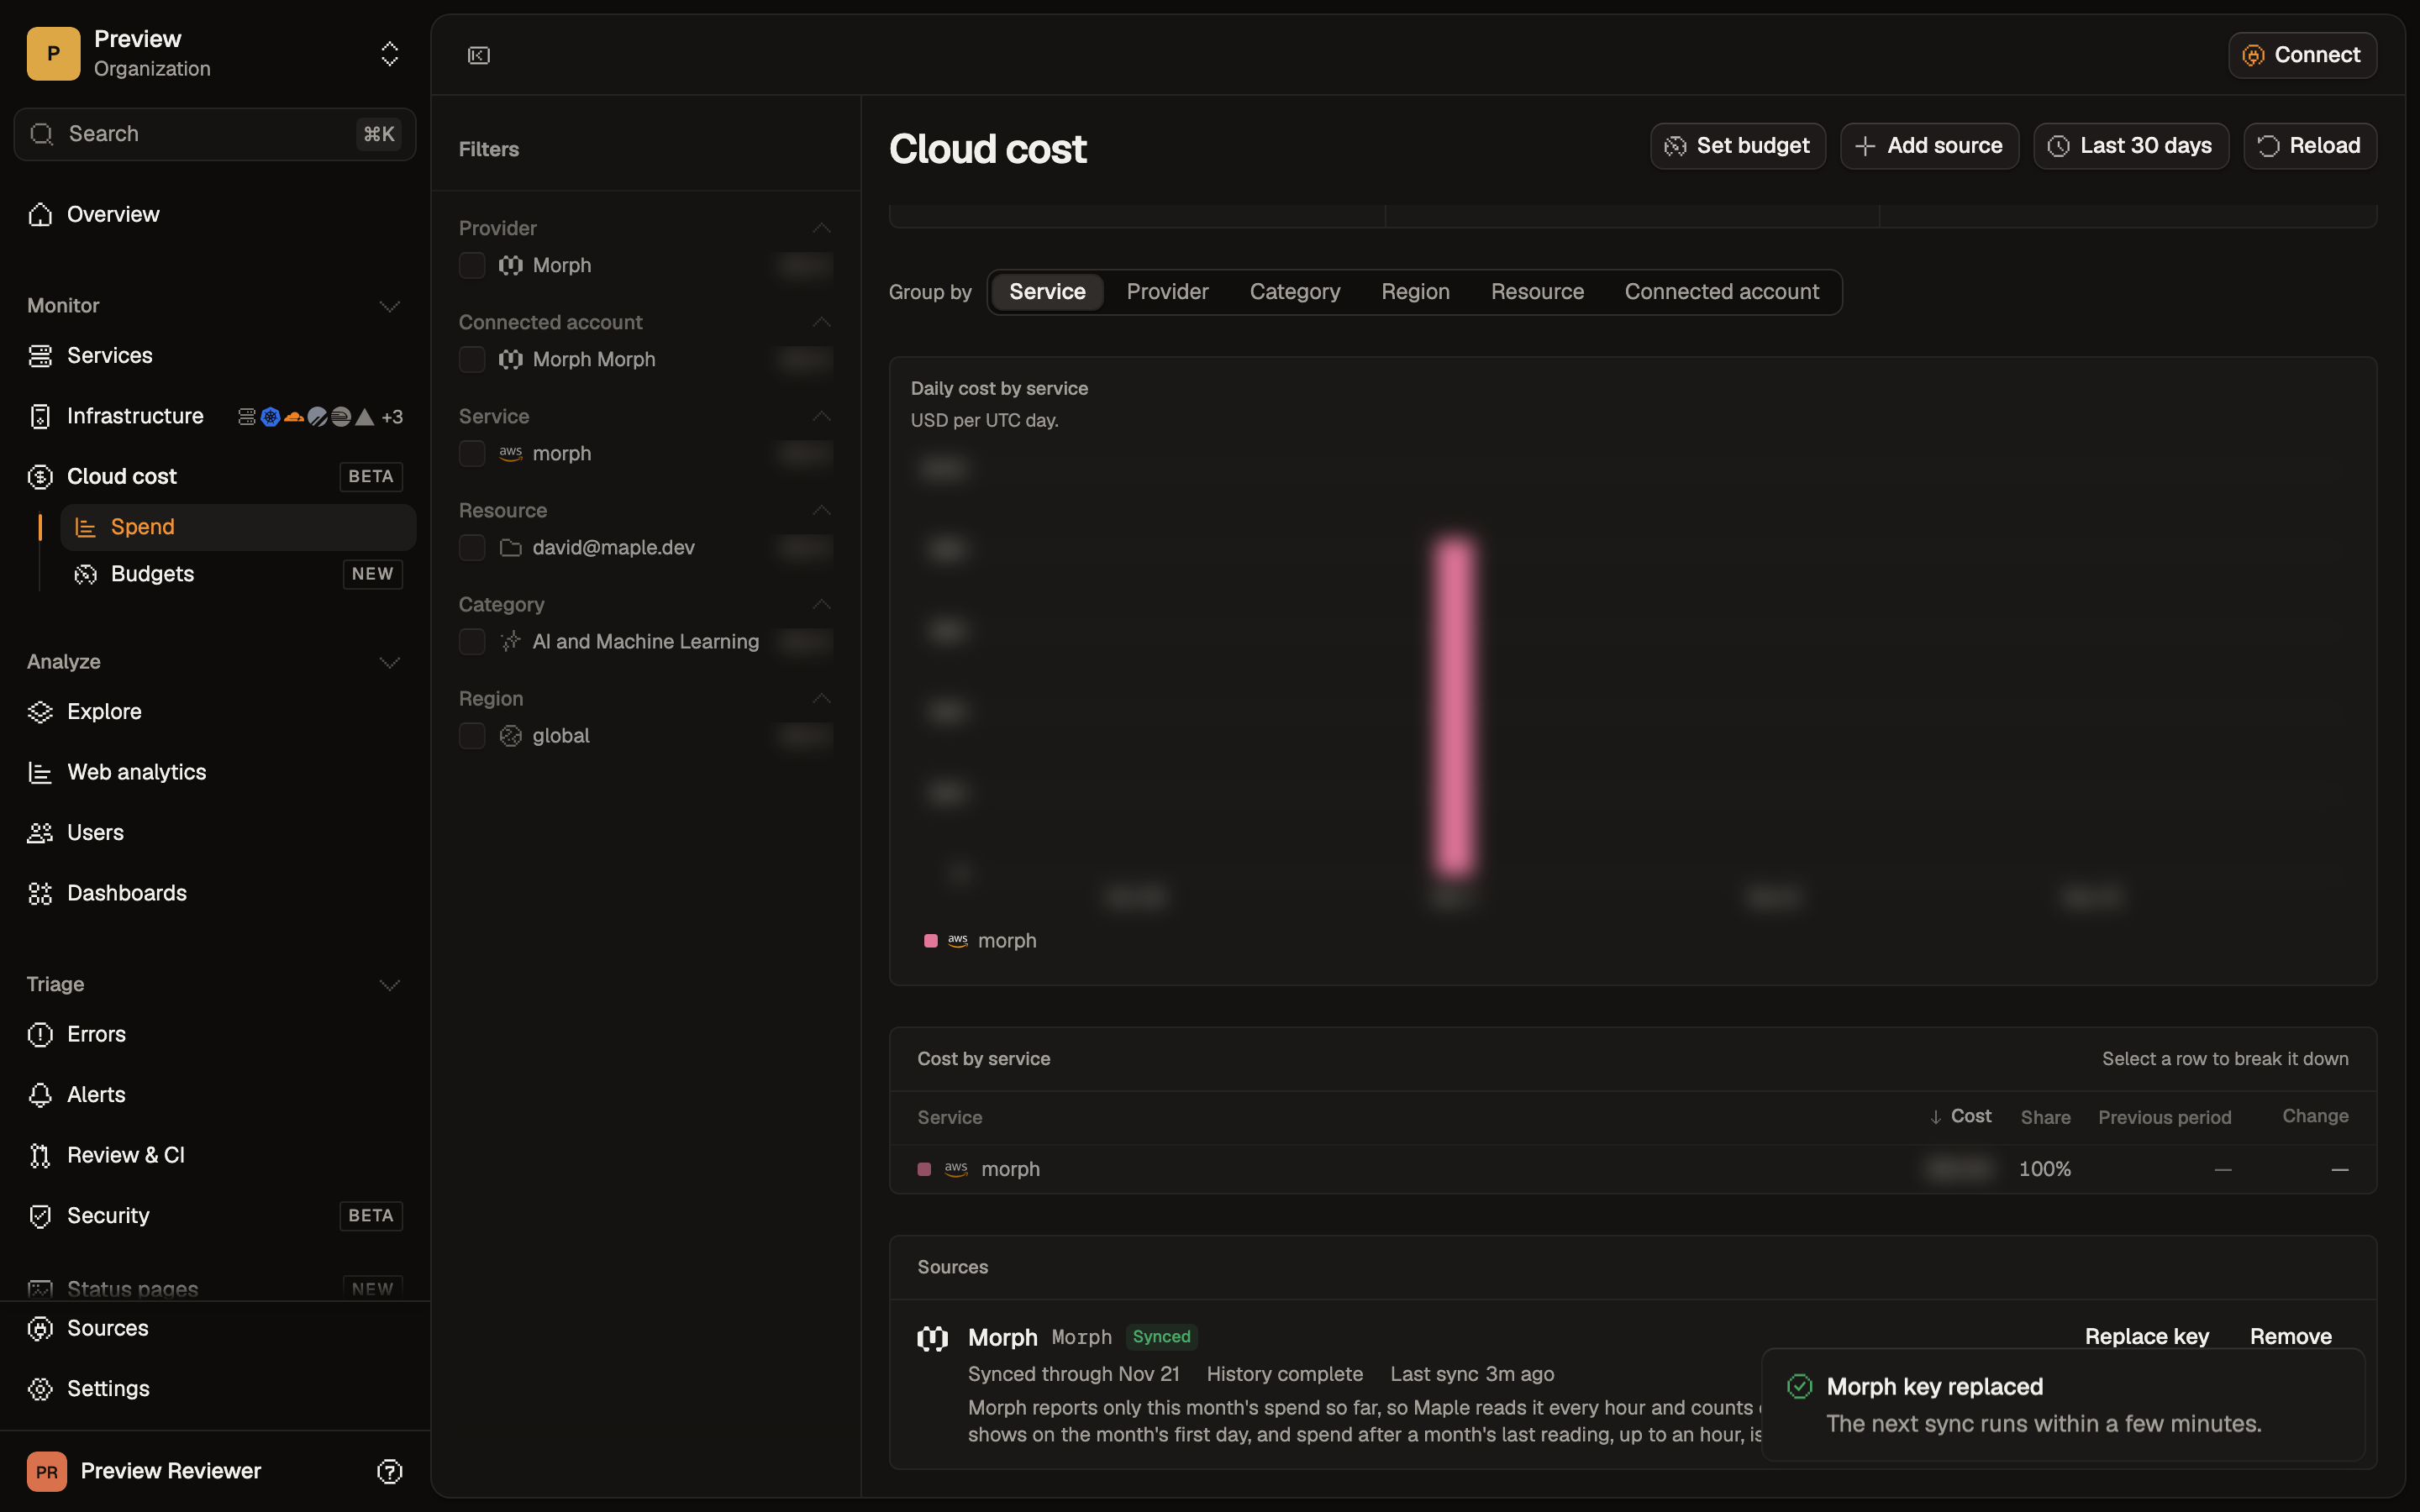 P
Preview
Organization
Search
⌘K
Overview
Monitor
Services
Infrastructure
+3
Cloud cost
BETA
Spend
Budgets
NEW
Analyze
Explore
Web analytics
Users
Dashboards
Triage
Errors
Alerts
Review & CI
Security
BETA
Status pages
NEW
Sources
Settings
PR
Preview Reviewer
Connect
Filters
Provider
Morph
Connected account
Morph Morph
Service
aws morph
Resource
david@maple.dev
Category
AI and Machine Learning
Region
global
Cloud cost
Set budget
Add source
Last 30 days
Reload
Group by
Service
Provider
Category
Region
Resource
Connected account
Daily cost by service
USD per UTC day.
aws morph
Cost by service
Select a row to break it down
Service
↓ Cost
Share
Previous period
Change
aws morph
100%
—
—
Sources
Morph Morph Synced
Replace key
Remove
Synced through Nov 21
History complete
Last sync 3m ago
Morph reports only this month's spend so far, so Maple reads it every hour and counts
shows on the month's first day, and spend after a month's last reading, up to an hour, is
Morph key replaced
The next sync runs within a few minutes.